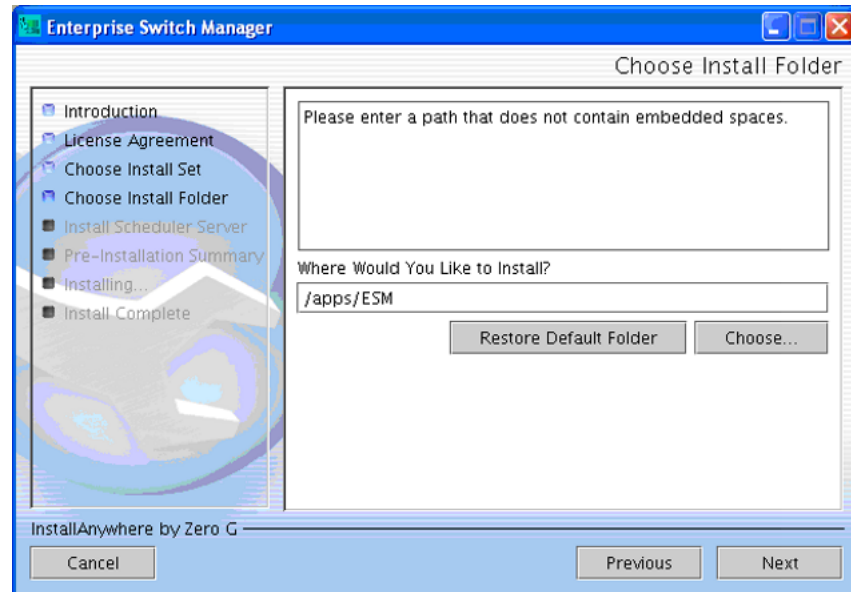 Enterprise Switch Manager
Choose Install Folder
Introduction
License Agreement
Choose Install Set
Choose Install Folder
Install Scheduler Server
Pre-Installation Summary
Installing...
Install Complete
Please enter a path that does not contain embedded spaces.
Where Would You Like to Install?
/apps/ESM
Restore Default Folder
Choose...
InstallAnywhere by Zero G
Cancel
Previous
Next